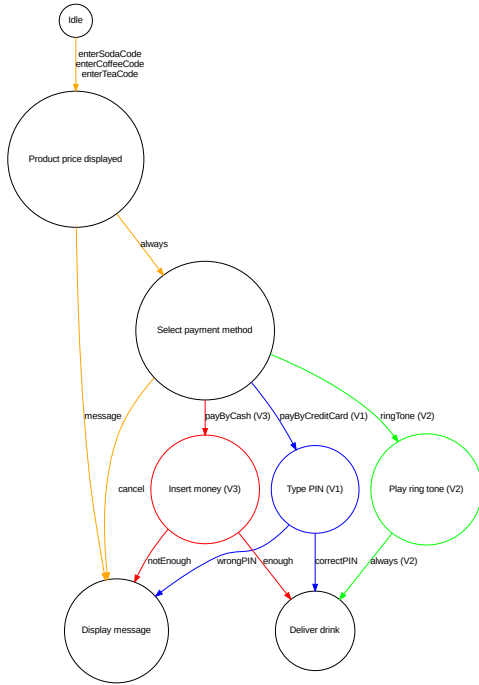 Idle
enterSodaCode
enterCoffeeCode
enterTeaCode
Product price displayed
always
Select payment method
message
payByCash (V3)
payByCreditCard (V1)
ringTone (V2)
cancel
Insert money (V3)
Type PIN (V1)
Play ring tone (V2)
notEnough
wrongPIN
enough
correctPIN
always (V2)
Display message
Deliver drink